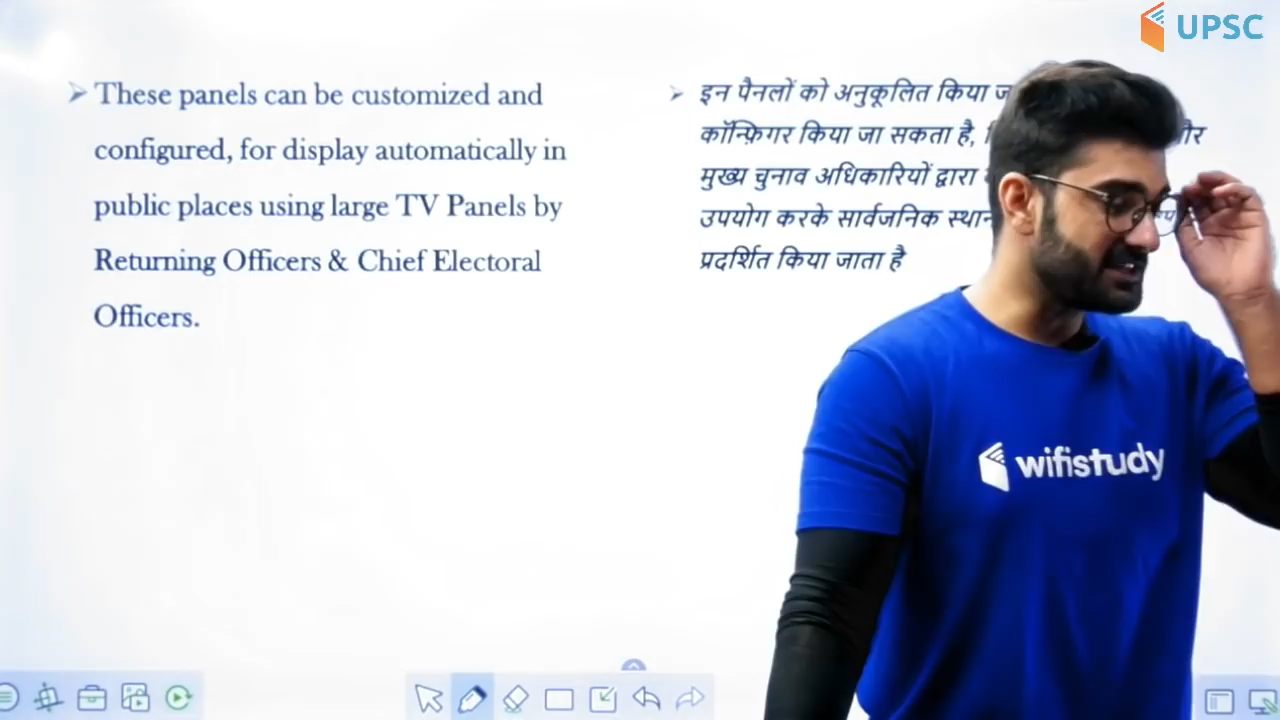 UPSC
These panels can be customized and
configured, for display automatically in
public places using large TV Panels by
Returning Officers & Chief Electoral
Officers.
इन पैनलों को अनुकूलित किया
कॉन्फ़िगर किया जा सकता है,
मुख्य चुनाव अधिकारियों द्वारा
उपयोग करके सार्वजनिक
प्रदर्शित किया जाता है
wifistudy